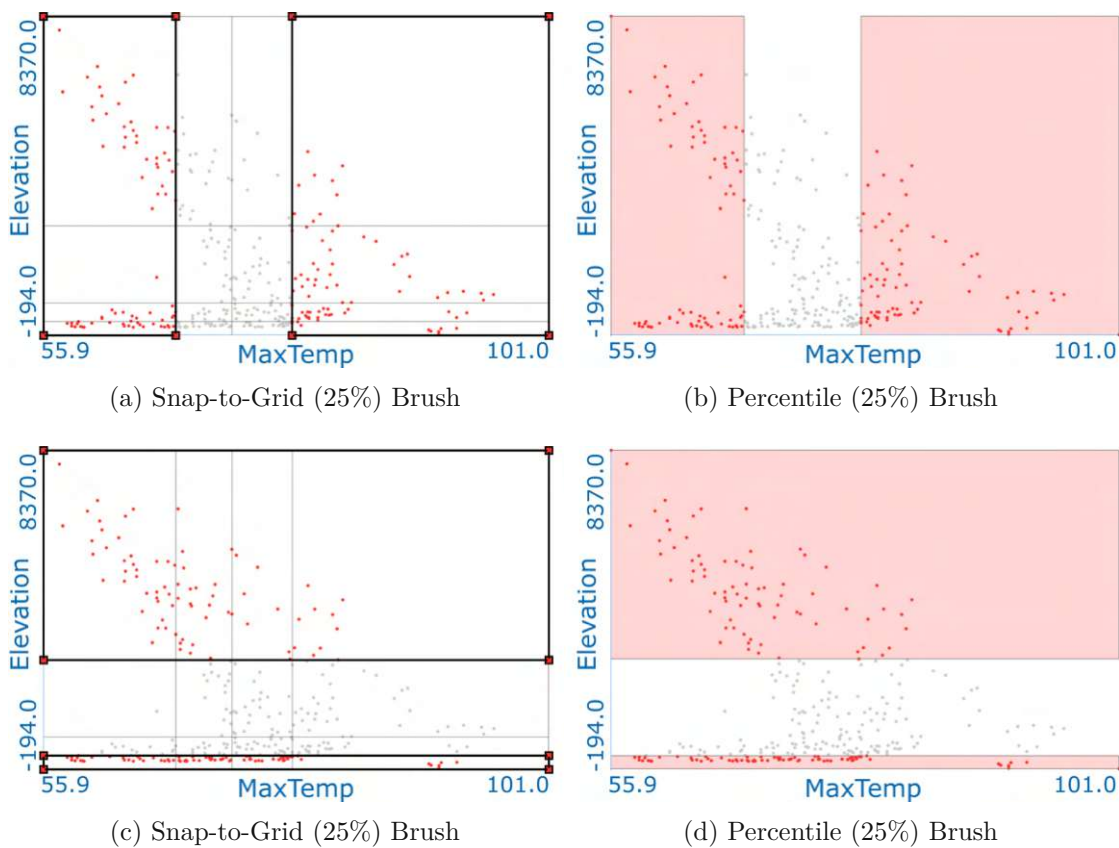 8370.0
Elevation
-194.0
55.9 MaxTemp 101.0
(a) Snap-to-Grid (25%) Brush
8370.0
Elevation
-194.0
55.9 MaxTemp 101.0
(b) Percentile (25%) Brush
8370.0
Elevation
-194.0
55.9 MaxTemp 101.0
(c) Snap-to-Grid (25%) Brush
8370.0
Elevation
-194.0
55.9 MaxTemp 101.0
(d) Percentile (25%) Brush